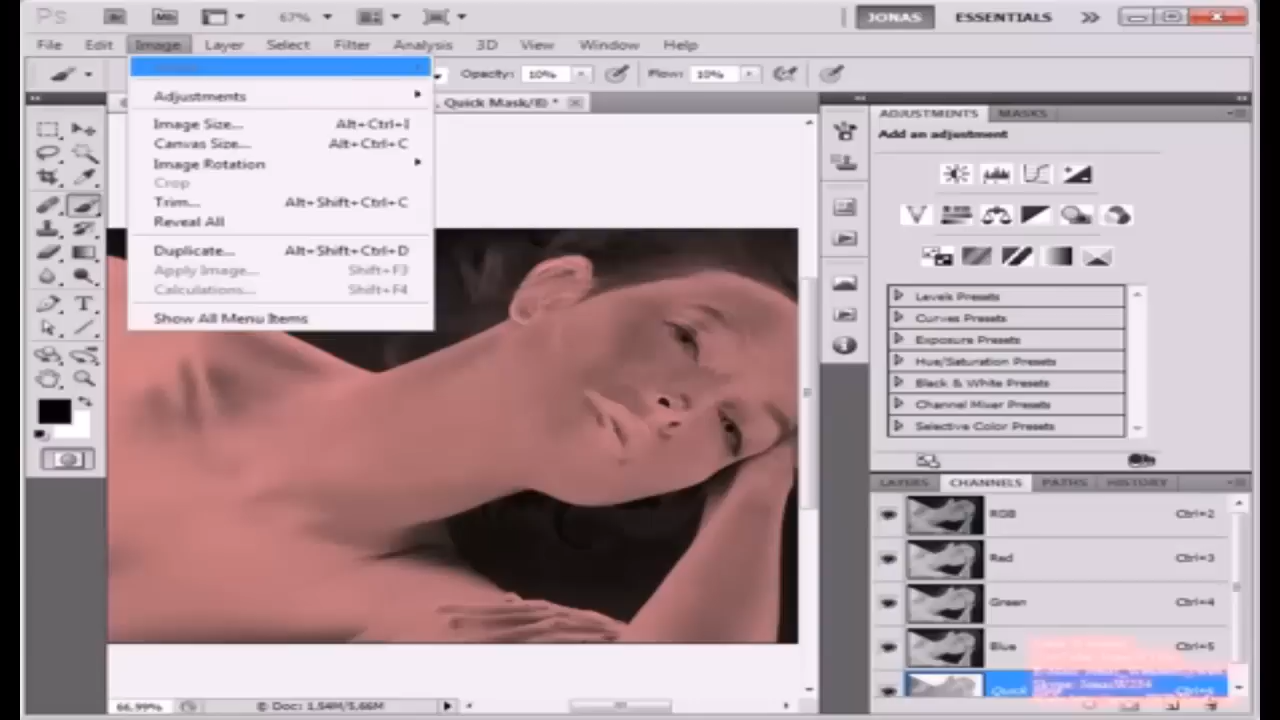 Ps Br Mb 67% JONAS ESSENTIALS
File Edit Image Layer Select Filter Analysis 3D View Window Help
Opacity: 10% Flow: 10%
Quick Mask/8) *
Adjustments
Image Size... Alt+Ctrl+I
Canvas Size... Alt+Ctrl+C
Image Rotation
Crop
Trim... Alt+Shift+Ctrl+C
Reveal All
Duplicate... Alt+Shift+Ctrl+D
Apply Image... Shift+F3
Calculations... Shift+F4
Show All Menu Items
ADJUSTMENTS MASKS
Add an adjustment
Levels Presets
Curves Presets
Exposure Presets
Hue/Saturation Presets
Black & White Presets
Channel Mixer Presets
Selective Color Presets
LAYERS CHANNELS PATHS HISTORY
RGB Ctrl+2
Red Ctrl+3
Green Ctrl+4
Blue Ctrl+5
Quick Ctrl+6
66,99% Doc: 1,54M/5,66M